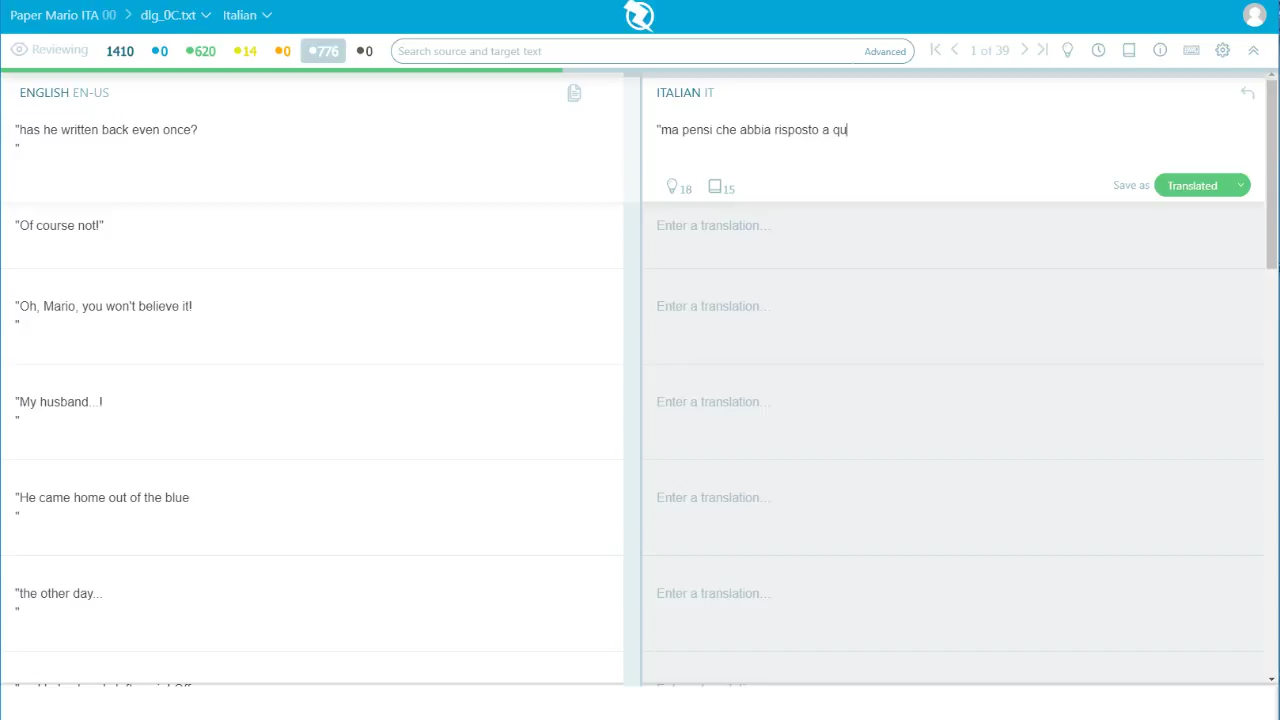 Paper Mario ITA 00 dlg_0C.txt Italian
Reviewing 1410 0 620 14 0 776 0 Search source and target text Advanced 1 of 39
ENGLISH EN-US
ITALIAN IT
"has he written back even once?
"
"ma pensi che abbia risposto a qu
18 15 Save as Translated
"Of course not!"
Enter a translation...
"Oh, Mario, you won't believe it!
"
Enter a translation...
"My husband...!
"
Enter a translation...
"He came home out of the blue
"
Enter a translation...
"the other day...
"
Enter a translation...